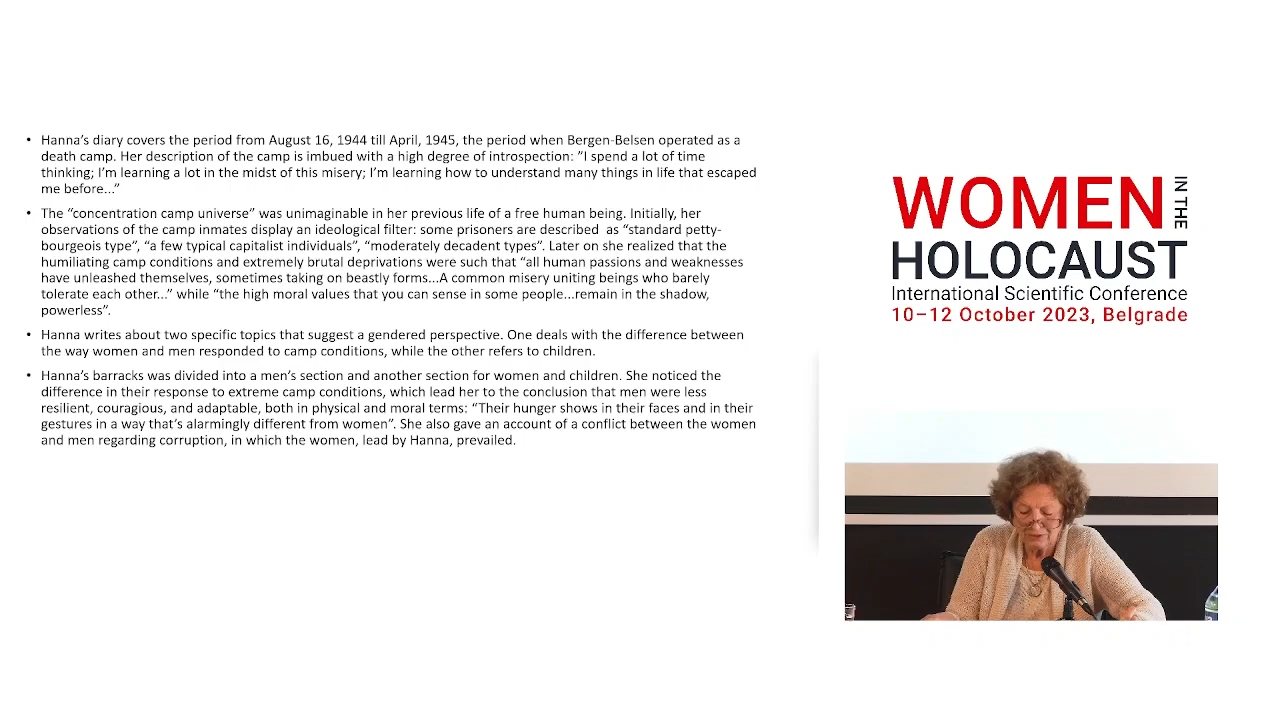 • Hanna’s diary covers the period from August 16, 1944 till April, 1945, the period when Bergen-Belsen operated as a
death camp. Her description of the camp is imbued with a high degree of introspection: ”I spend a lot of time
thinking; I’m learning a lot in the midst of this misery; I’m learning how to understand many things in life that escaped
me before...”
• The “concentration camp universe” was unimaginable in her previous life of a free human being. Initially, her
observations of the camp inmates display an ideological filter: some prisoners are described as “standard petty-
bourgeois type”, “a few typical capitalist individuals”, “moderately decadent types”. Later on she realized that the
humiliating camp conditions and extremely brutal deprivations were such that “all human passions and weaknesses
have unleashed themselves, sometimes taking on beastly forms...A common misery uniting beings who barely
tolerate each other...” while “the high moral values that you can sense in some people...remain in the shadow,
powerless”.
• Hanna writes about two specific topics that suggest a gendered perspective. One deals with the difference between
the way women and men responded to camp conditions, while the other refers to children.
• Hanna’s barracks was divided into a men’s section and another section for women and children. She noticed the
difference in their response to extreme camp conditions, which lead her to the conclusion that men were less
resilient, couragious, and adaptable, both in physical and moral terms: “Their hunger shows in their faces and in their
gestures in a way that’s alarmingly different from women”. She also gave an account of a conflict between the women
and men regarding corruption, in which the women, lead by Hanna, prevailed.
WOMEN IN THE
HOLOCAUST
International Scientific Conference
10–12 October 2023, Belgrade